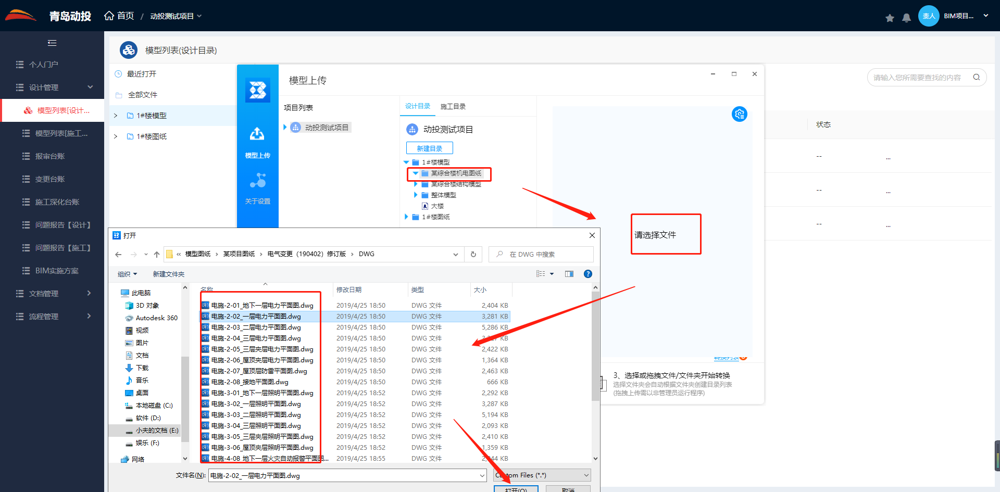 青岛动投
首页 / 动投测试项目
责人 BIM项目...
个人门户
设计管理
模型列表[设计...
模型列表[施工...
报审台账
变更台账
施工深化台账
问题报告【设计】
问题报告【施工】
BIM实施方案
文档管理
流程管理
模型列表(设计目录)
最近打开
全部文件
1#楼模型
1#楼图纸
请输入您所需要查找的内容
状态
-- ...
-- ...
-- ...
模型上传
模型上传
关于设置
项目列表
动投测试项目
设计目录 施工目录
动投测试项目
新建目录
1#楼模型
某综合楼机电图纸
某综合楼结构模型
整体模型
大楼
1#楼图纸
请选择文件
转换列表
3、选择或拖拽文件/文件夹开始转换
选择文件夹会自动根据文件夹创建目录列表
(拖拽上传需以非管理员运行程序)
打开
« 模型图纸 › 某项目图纸 › 电气变更（190402）修订版 › DWG
在 DWG 中搜索
组织 新建文件夹
此电脑
3D 对象
Autodesk 360
视频
图片
文档
下载
音乐
桌面
本地磁盘 (C:)
软件 (D:)
小夫的文档 (E:)
娱乐 (F:)
网络
名称 修改日期 类型 大小
电施-2-01_地下一层电力平面图.dwg 2019/4/25 18:50 DWG 文件 2,404 KB
电施-2-02_一层电力平面图.dwg 2019/4/25 18:50 DWG 文件 3,281 KB
电施-2-03_二层电力平面图.dwg 2019/4/25 18:50 DWG 文件 5,286 KB
电施-2-04_三层电力平面图.dwg 2019/4/25 18:50 DWG 文件 KB
电施-2-05_三层夹层电力平面图.dwg 2019/4/25 18:50 DWG 文件 2,422 KB
电施-2-06_屋顶夹层电力平面图.dwg 2019/4/25 18:50 DWG 文件 1,364 KB
电施-2-07_屋顶层防雷平面图.dwg 2019/4/25 18:50 DWG 文件 2,463 KB
电施-2-08_接地平面图.dwg 2019/4/25 18:50 DWG 文件 666 KB
电施-3-01_地下一层照明平面图.dwg 2019/4/25 18:52 DWG 文件 2,292 KB
电施-3-02_一层照明平面图.dwg 2019/4/25 18:52 DWG 文件 3,287 KB
电施-3-03_二层照明平面图.dwg 2019/4/25 18:52 DWG 文件 5,194 KB
电施-3-04_三层照明平面图.dwg 2019/4/25 18:52 DWG 文件 2,093 KB
电施-3-05_三层夹层照明平面图.dwg 2019/4/25 18:52 DWG 文件 2,410 KB
电施-3-06_屋顶夹层照明平面图.dwg 2019/4/25 18:52 DWG 文件 1,359 KB
电施-4-08_地下一层火灾自动报警平面图... 2019/4/25 18:55 DWG 文件 KB
文件名(N): 电施-2-02_一层电力平面图.dwg Custom Files (*.*)
打开(O) 取消